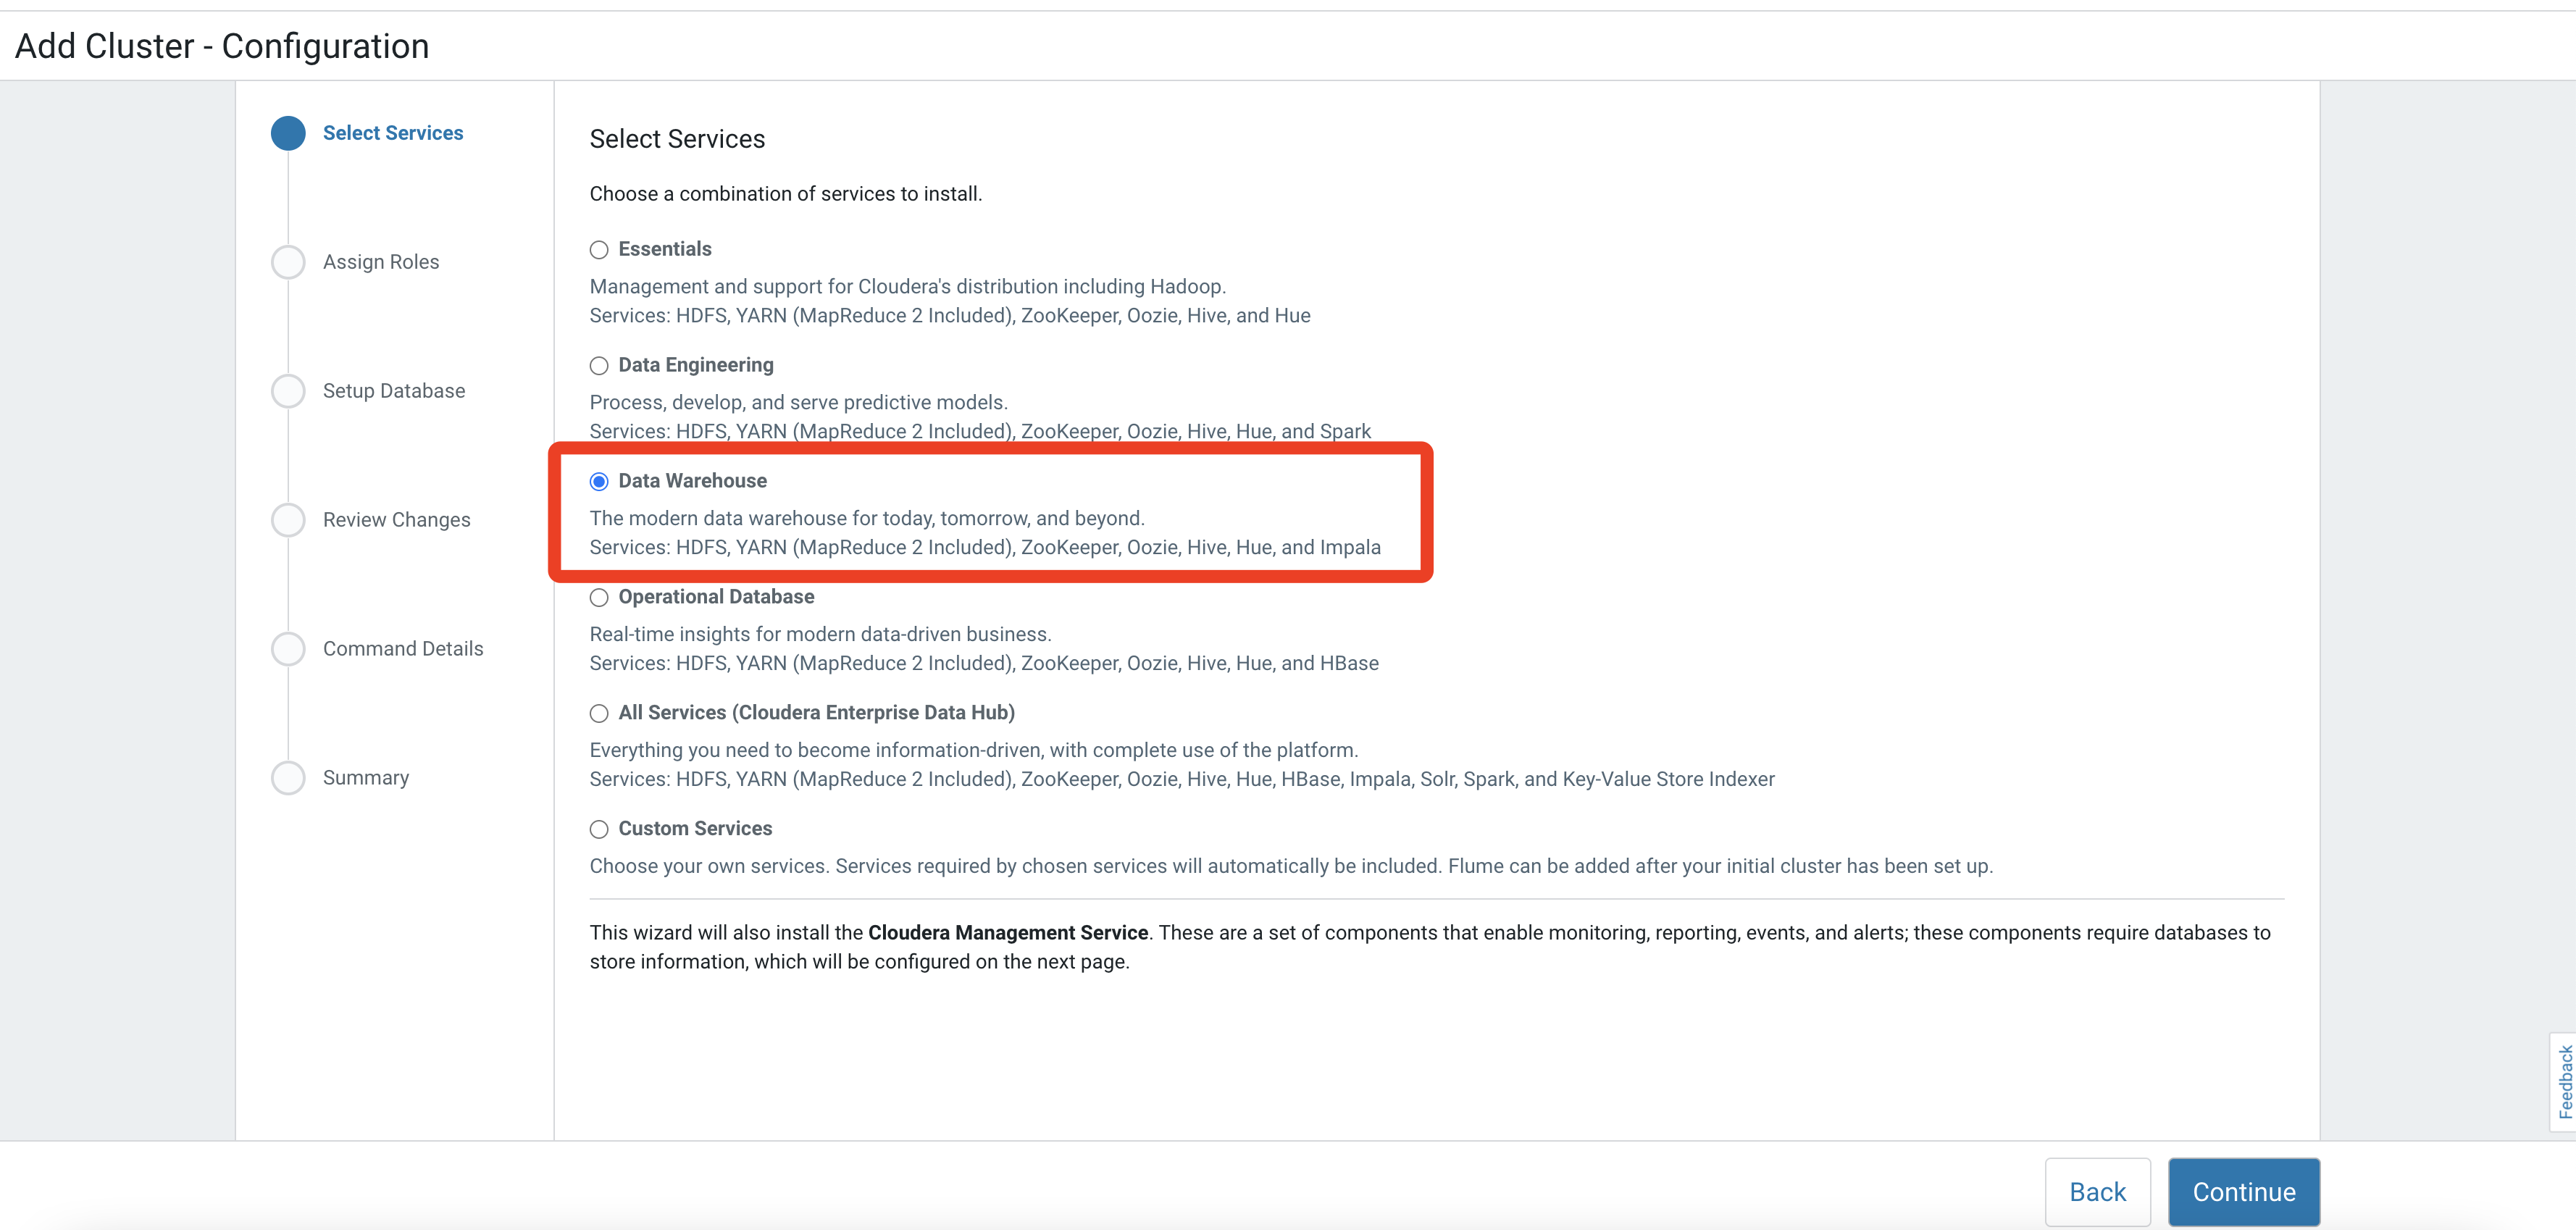 Add Cluster - Configuration
Select Services
Assign Roles
Setup Database
Review Changes
Command Details
Summary
Select Services
Choose a combination of services to install.
Essentials
Management and support for Cloudera's distribution including Hadoop.
Services: HDFS, YARN (MapReduce 2 Included), ZooKeeper, Oozie, Hive, and Hue
Data Engineering
Process, develop, and serve predictive models.
Services: HDFS, YARN (MapReduce 2 Included), ZooKeeper, Oozie, Hive, Hue, and Spark
Data Warehouse
The modern data warehouse for today, tomorrow, and beyond.
Services: HDFS, YARN (MapReduce 2 Included), ZooKeeper, Oozie, Hive, Hue, and Impala
Operational Database
Real-time insights for modern data-driven business.
Services: HDFS, YARN (MapReduce 2 Included), ZooKeeper, Oozie, Hive, Hue, and HBase
All Services (Cloudera Enterprise Data Hub)
Everything you need to become information-driven, with complete use of the platform.
Services: HDFS, YARN (MapReduce 2 Included), ZooKeeper, Oozie, Hive, Hue, HBase, Impala, Solr, Spark, and Key-Value Store Indexer
Custom Services
Choose your own services. Services required by chosen services will automatically be included. Flume can be added after your initial cluster has been set up.
This wizard will also install the Cloudera Management Service. These are a set of components that enable monitoring, reporting, events, and alerts; these components require databases to
store information, which will be configured on the next page.
Feedback
Back
Continue